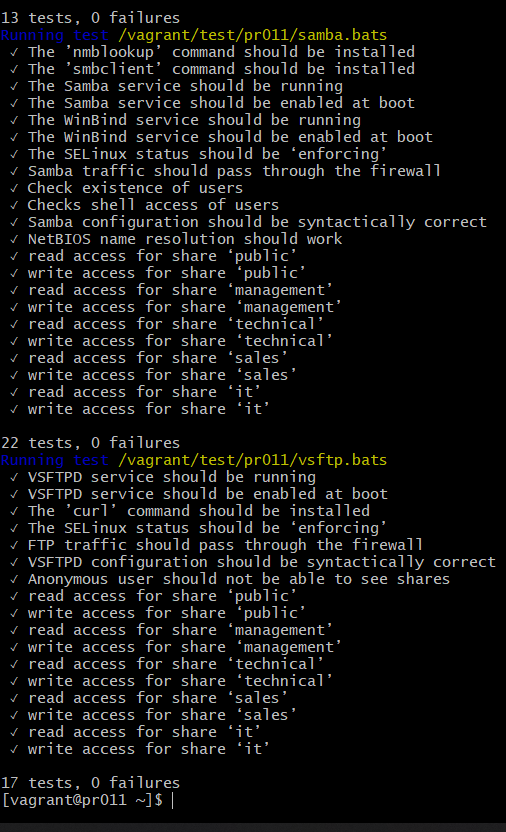 13 tests, 0 failures
Running test /vagrant/test/pr011/samba.bats
✓ The ’nmblookup’ command should be installed
✓ The ’smbclient’ command should be installed
✓ The Samba service should be running
✓ The Samba service should be enabled at boot
✓ The WinBind service should be running
✓ The WinBind service should be enabled at boot
✓ The SELinux status should be ‘enforcing’
✓ Samba traffic should pass through the firewall
✓ Check existence of users
✓ Checks shell access of users
✓ Samba configuration should be syntactically correct
✓ NetBIOS name resolution should work
✓ read access for share ‘public’
✓ write access for share ‘public’
✓ read access for share ‘management’
✓ write access for share ‘management’
✓ read access for share ‘technical’
✓ write access for share ‘technical’
✓ read access for share ‘sales’
✓ write access for share ‘sales’
✓ read access for share ‘it’
✓ write access for share ‘it’
22 tests, 0 failures
Running test /vagrant/test/pr011/vsftp.bats
✓ VSFTPD service should be running
✓ VSFTPD service should be enabled at boot
✓ The ’curl’ command should be installed
✓ The SELinux status should be ‘enforcing’
✓ FTP traffic should pass through the firewall
✓ VSFTPD configuration should be syntactically correct
✓ Anonymous user should not be able to see shares
✓ read access for share ‘public’
✓ write access for share ‘public’
✓ read access for share ‘management’
✓ write access for share ‘management’
✓ read access for share ‘technical’
✓ write access for share ‘technical’
✓ read access for share ‘sales’
✓ write access for share ‘sales’
✓ read access for share ‘it’
✓ write access for share ‘it’
17 tests, 0 failures
[vagrant@pr011 ~]$